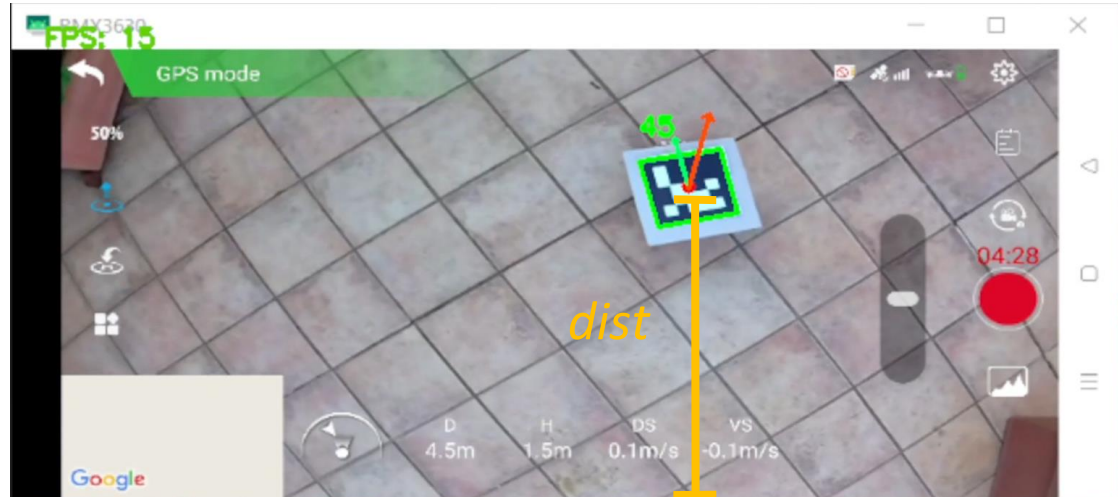 RMX3630
FPS: 15
GPS mode
50%
45
04:28
dist
D H DS VS
4.5m 1.5m 0.1m/s -0.1m/s
Google